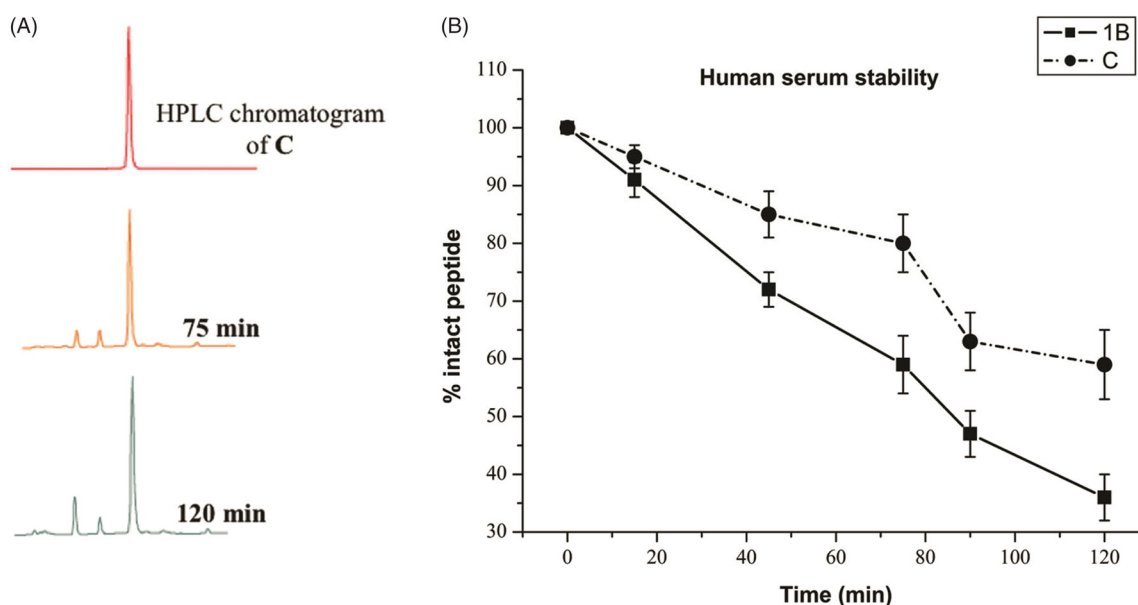 (A)
HPLC chromatogram
of C
75 min
120 min
(B)
1B
C
Human serum stability
110
100
90
80
70
60
50
40
30
% intact peptide
0
20
40
60
80
100
120
Time (min)